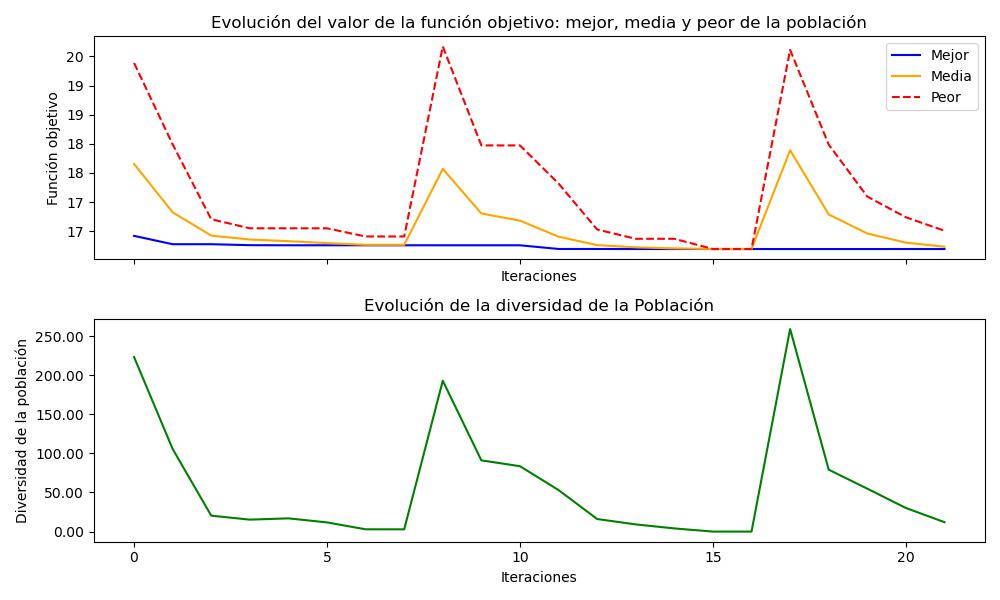 Evolución del valor de la función objetivo: mejor, media y peor de la población
Función objetivo
20
19
19
18
18
17
17
Mejor
Media
Peor
Iteraciones
Evolución de la diversidad de la Población
Diversidad de la población
250.00
200.00
150.00
100.00
50.00
0.00
0 5 10 15 20
Iteraciones